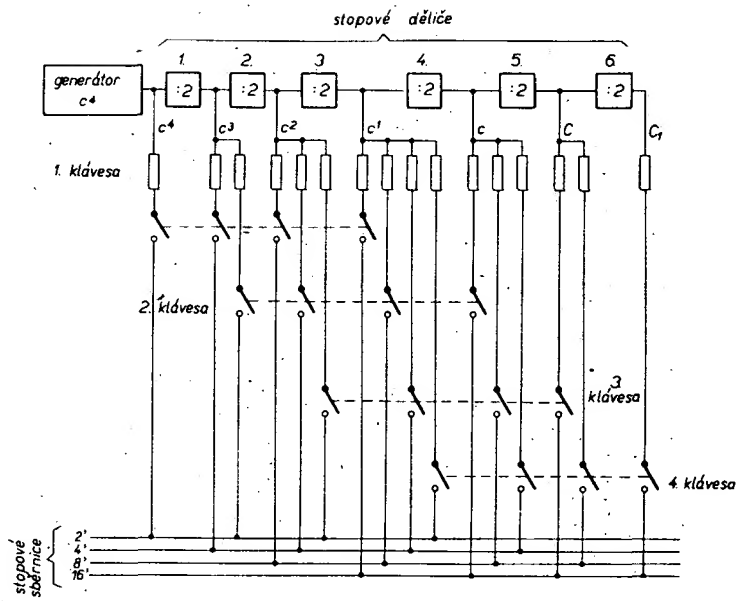 stopové děliče
1. 2. 3. 4. 5. 6.
generátor
c⁴
:2 :2 :2 :2 :2 :2
c⁴ c³ c² c¹ c C C₁
1. klávesa
2. klávesa
3.
klávesa
4. klávesa
stopové
sběrnice
2'
4'
8'
16'